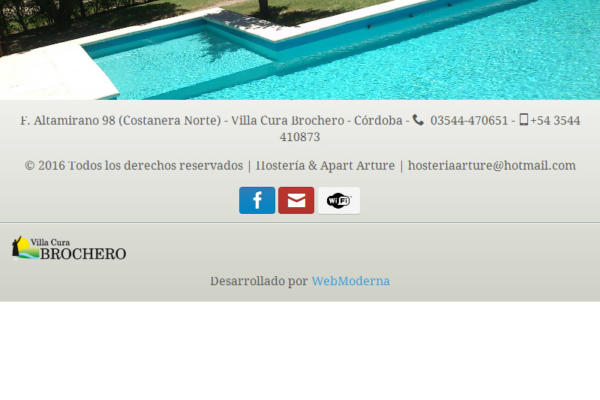 F. Altamirano 98 (Costanera Norte) - Villa Cura Brochero - Córdoba - 03544-470651 - +54 3544
410873
© 2016 Todos los derechos reservados | Hostería & Apart Arture | hosteriaarture@hotmail.com
f WiFi
Villa Cura
BROCHERO
Desarrollado por WebModerna